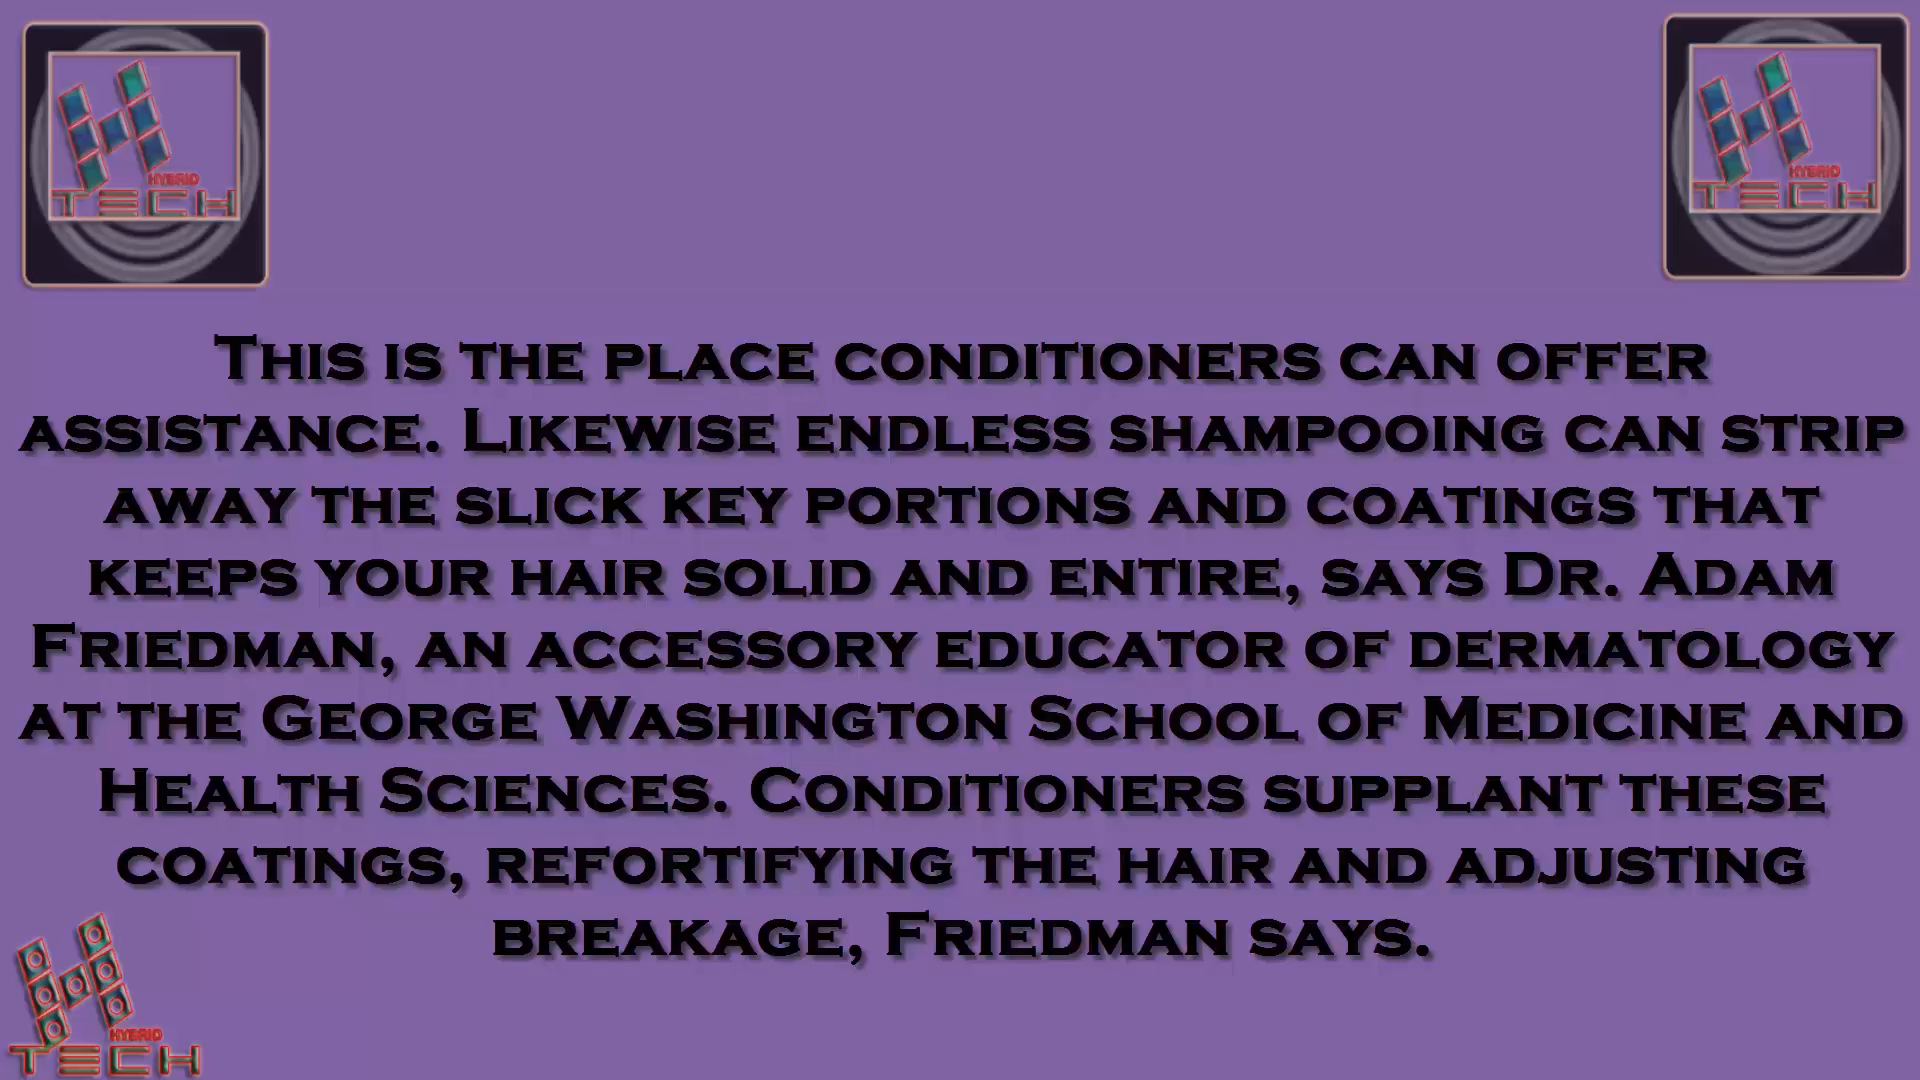 HYBRID
TECH
HYBRID
TECH
This is the place conditioners can offer
assistance. Likewise endless shampooing can strip
away the slick key portions and coatings that
keeps your hair solid and entire, says Dr. Adam
Friedman, an accessory educator of dermatology
at the George Washington School of Medicine and
Health Sciences. Conditioners supplant these
coatings, refortifying the hair and adjusting
breakage, Friedman says.
HYBRID
TECH